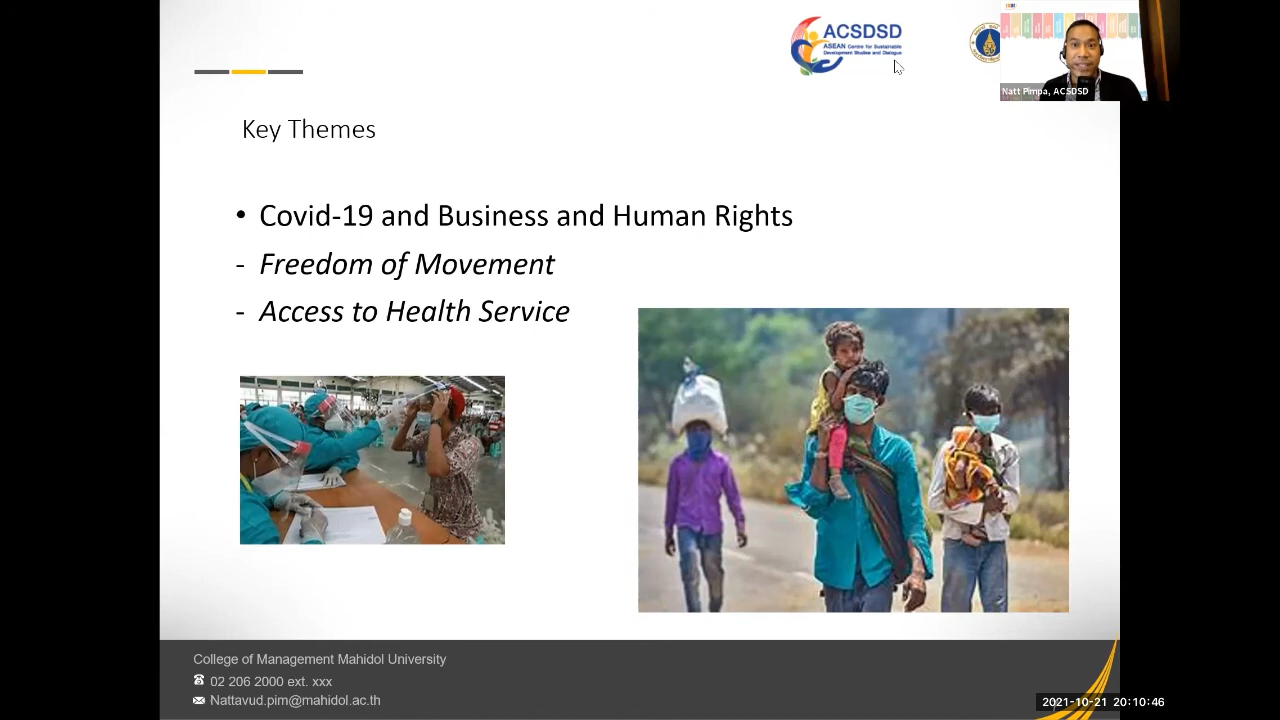 ACSDSD
ASEAN Centre for Sustainable
Development Studies and Dialogue
Natt Pimpa, ACSDSD
Key Themes
• Covid-19 and Business and Human Rights
- Freedom of Movement
- Access to Health Service
College of Management Mahidol University
02 206 2000 ext. xxx
Nattavud.pim@mahidol.ac.th
2021-10-21 20:10:46